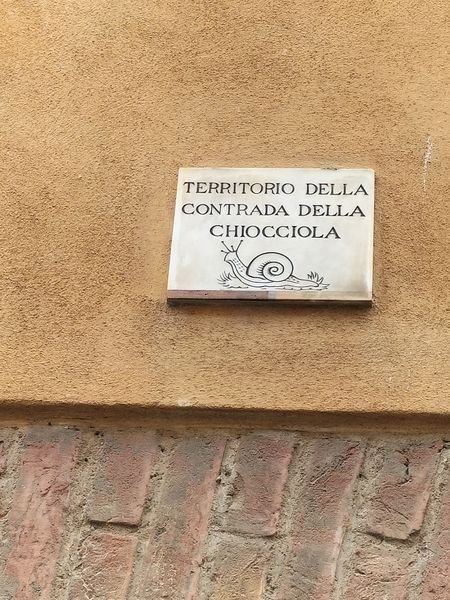 TERRITORIO DELLA
CONTRADA DELLA
CHIOCCIOLA